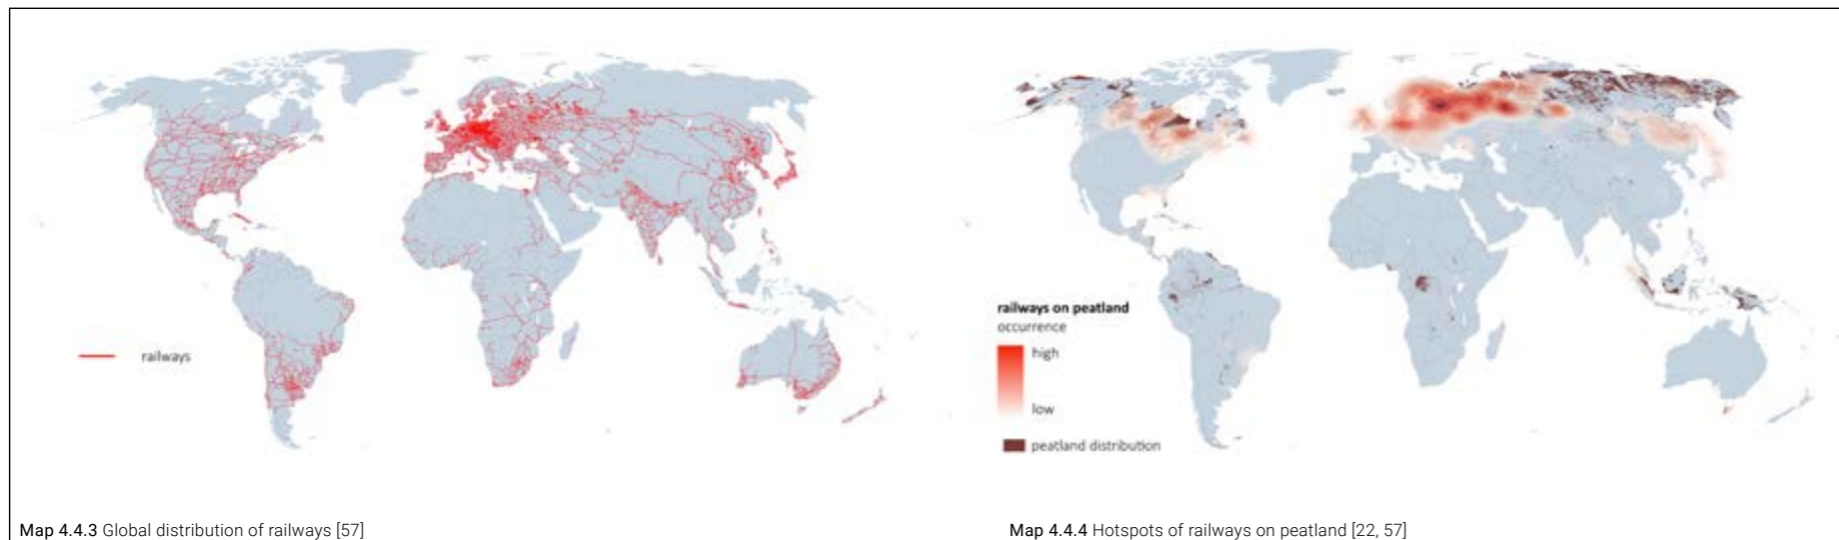 railways
railways on peatland
occurrence
high
low
peatland distribution
Map 4.4.3 Global distribution of railways [57]
Map 4.4.4 Hotspots of railways on peatland [22, 57]